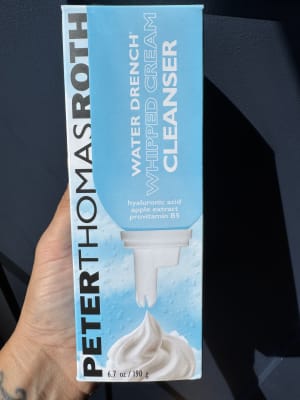 PETERTHOMASROTH
WATER DRENCH®
WHIPPED CREAM
CLEANSER
hyaluronic acid
apple extract
provitamin B5
6.7 oz / 190 g